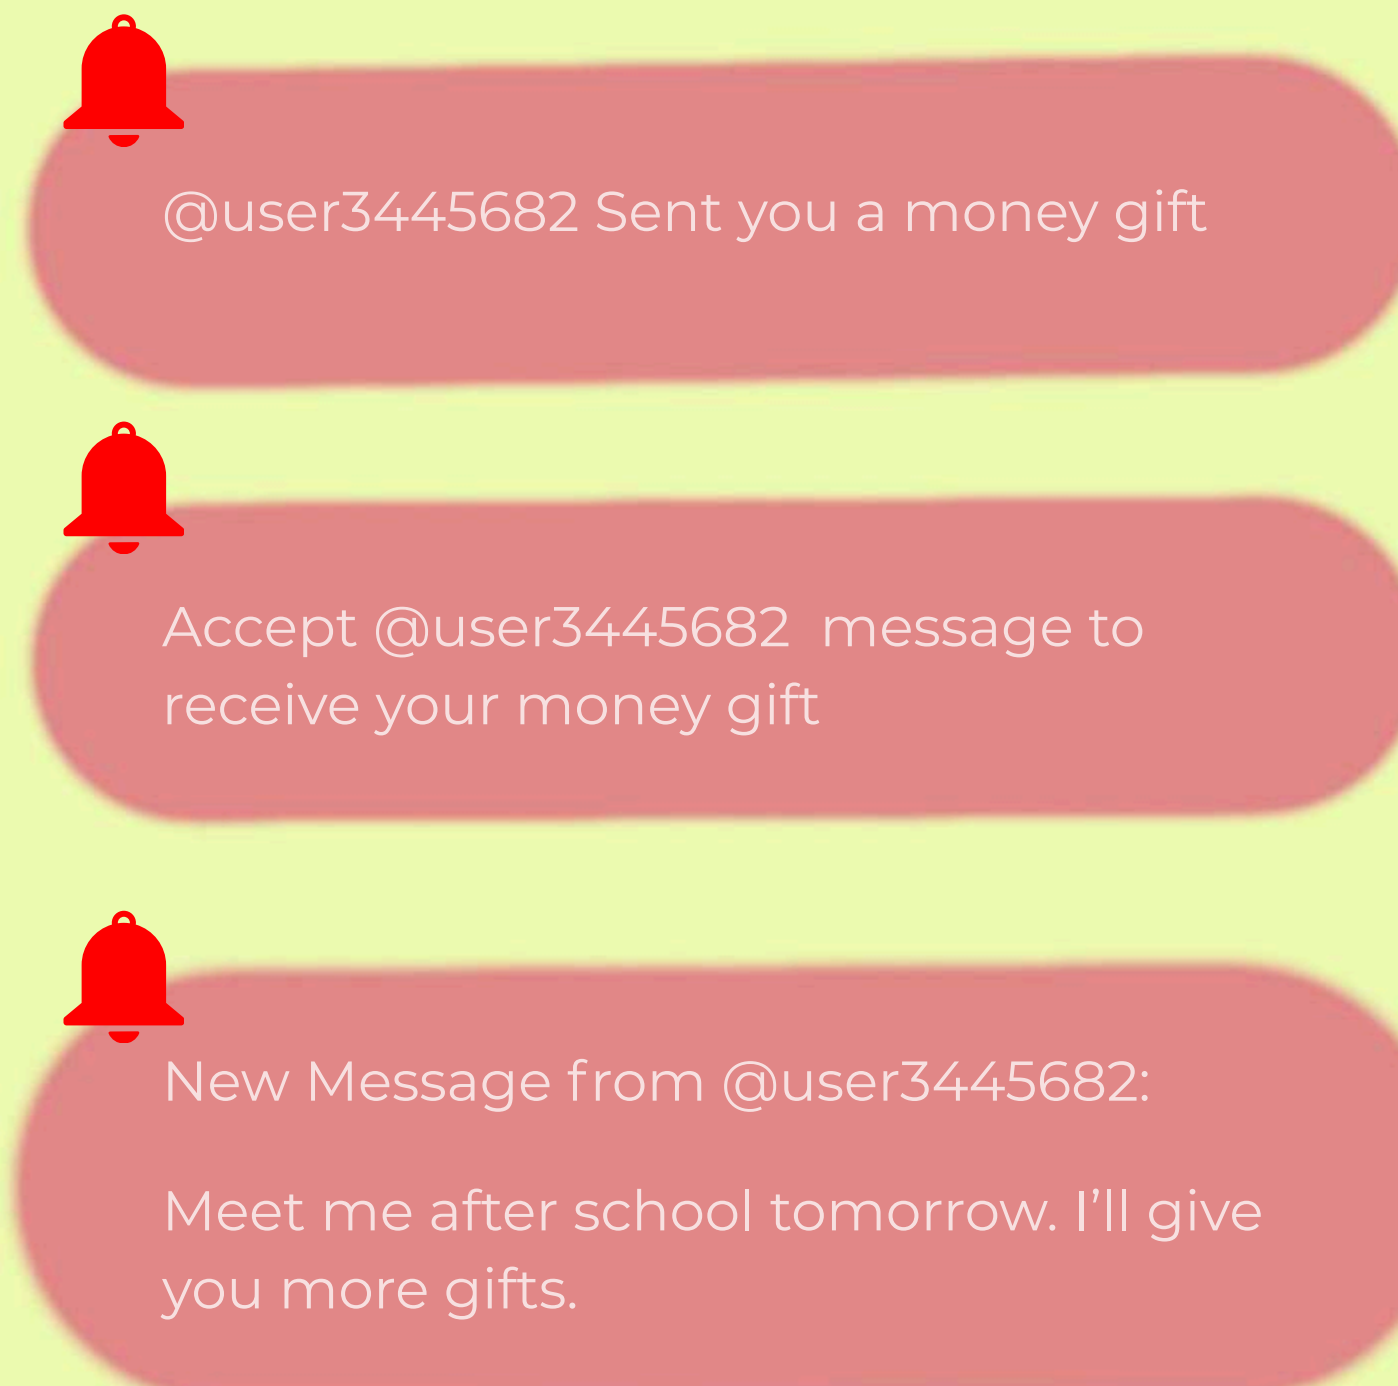 @user3445682 Sent you a money gift
Accept @user3445682 message to
receive your money gift
New Message from @user3445682:
Meet me after school tomorrow. I’ll give
you more gifts.